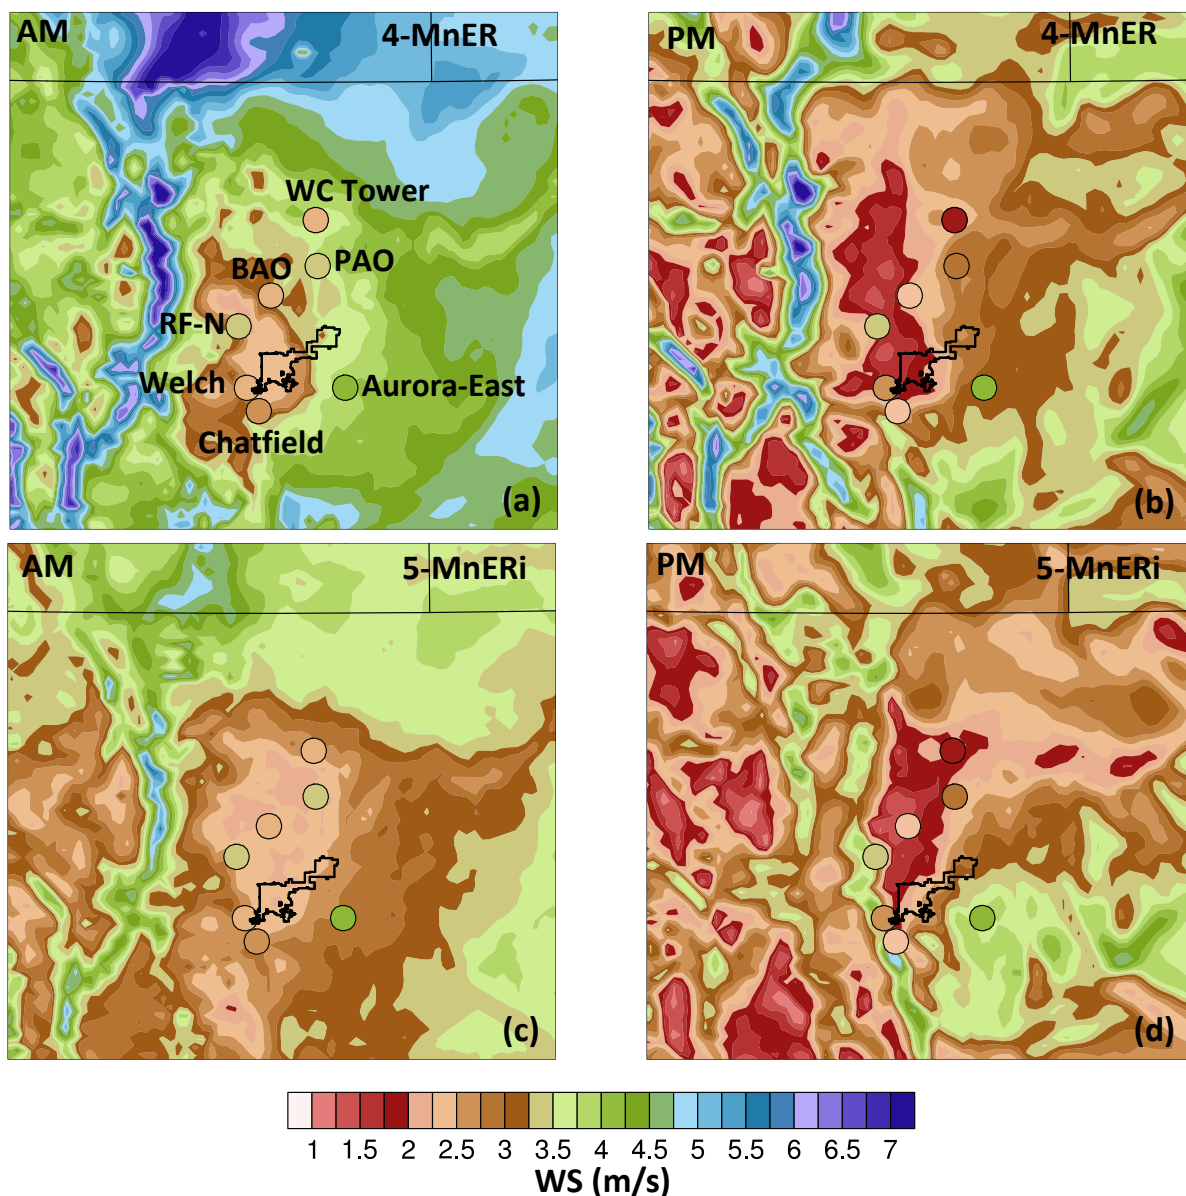 AM
4-MnER
WC Tower
BAO
PAO
RF-N
Welch
Aurora-East
Chatfield
(a)
PM
4-MnER
(b)
AM
5-MnERi
(c)
PM
5-MnERi
(d)
1 1.5 2 2.5 3 3.5 4 4.5 5 5.5 6 6.5 7
WS (m/s)